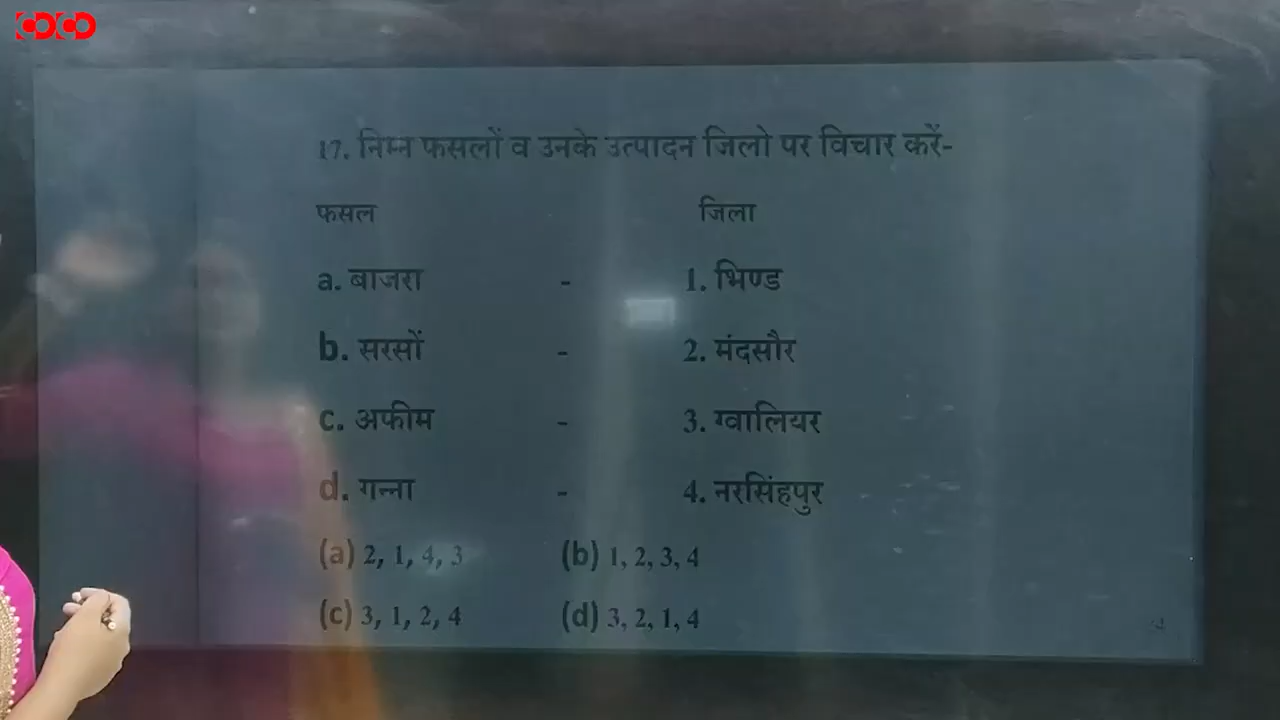 COCO
17. निम्न फसलों व उनके उत्पादन जिलो पर विचार करें-
फसल जिला
a. बाजरा - 1. भिण्ड
b. सरसों - 2. मंदसौर
c. अफीम - 3. ग्वालियर
d. गन्ना - 4. नरसिंहपुर
(a) 2, 1, 4, 3 (b) 1, 2, 3, 4
(c) 3, 1, 2, 4 (d) 3, 2, 1, 4